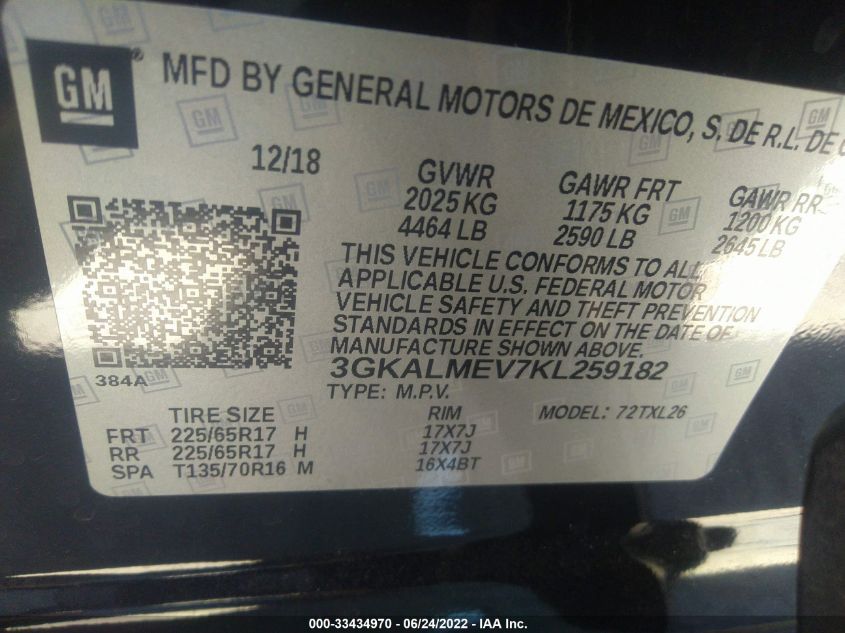 GM
MFD BY GENERAL MOTORS DE MEXICO, S. DE R.L. DE
12/18
GVWR
2025 KG
4464 LB
GAWR FRT
1175 KG
2590 LB
GAWR RR
1200 KG
2645 LB
THIS VEHICLE CONFORMS TO ALL
APPLICABLE U.S. FEDERAL MOTOR
VEHICLE SAFETY AND THEFT PREVENTION
STANDARDS IN EFFECT ON THE DATE OF
MANUFACTURE SHOWN ABOVE.
3GKALMEV7KL259182
TYPE: M.P.V.
384A
TIRE SIZE RIM MODEL: 72TXL26
FRT 225/65R17 H 17X7J
RR 225/65R17 H 17X7J
SPA T135/70R16 M 16X4BT
000-33434970 - 06/24/2022 - IAA Inc.